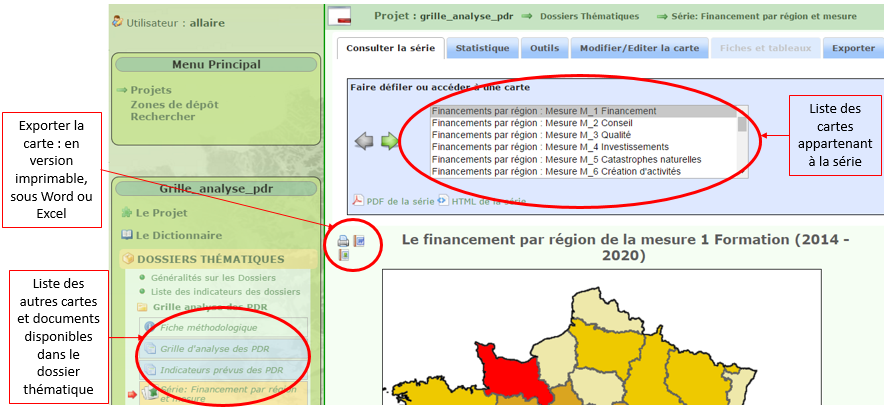 Utilisateur : allaire
Projet : grille_analyse_pdr
Dossiers Thématiques
Série: Financement par région et mesure
Consulter la série
Statistique
Outils
Modifier/Editer la carte
Fiches et tableaux
Exporter
Menu Principal
Projets
Zones de dépôt
Rechercher
Faire défiler ou accéder à une carte
Financements par région : Mesure M_1 Financement
Financements par région : Mesure M_2 Conseil
Financements par région : Mesure M_3 Qualité
Financements par région : Mesure M_4 Investissements
Financements par région : Mesure M_5 Catastrophes naturelles
Financements par région : Mesure M_6 Création d'activités
PDF de la série
HTML de la série
Liste des
cartes
appartenant
à la série
Exporter la
carte : en
version
imprimable,
sous Word ou
Excel
Grille_analyse_pdr
Le Projet
Le Dictionnaire
DOSSIERS THÉMATIQUES
Généralités sur les Dossiers
Liste des indicateurs des dossiers
Grille analyse des PDR
Fiche méthodologique
Grille d'analyse des PDR
Indicateurs prévus des PDR
Série: Financement par région
et mesure
Liste des
autres cartes
et documents
disponibles
dans le
dossier
thématique
Le financement par région de la mesure 1 Formation (2014 -
2020)